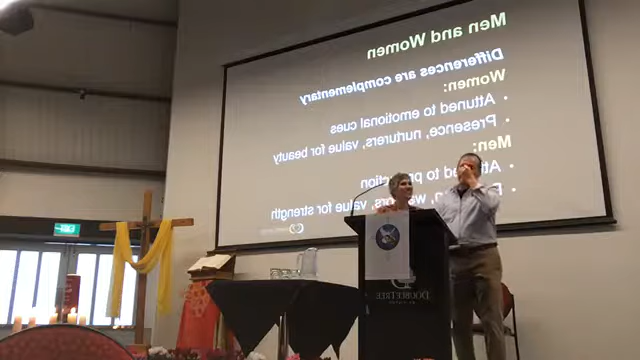 Men and Women
Differences are complementary
Women:
• Attuned to emotional cues
• Presence, nurturers, value for beauty
Men:
• to
value for strength
DOUBLETREE
EXIT